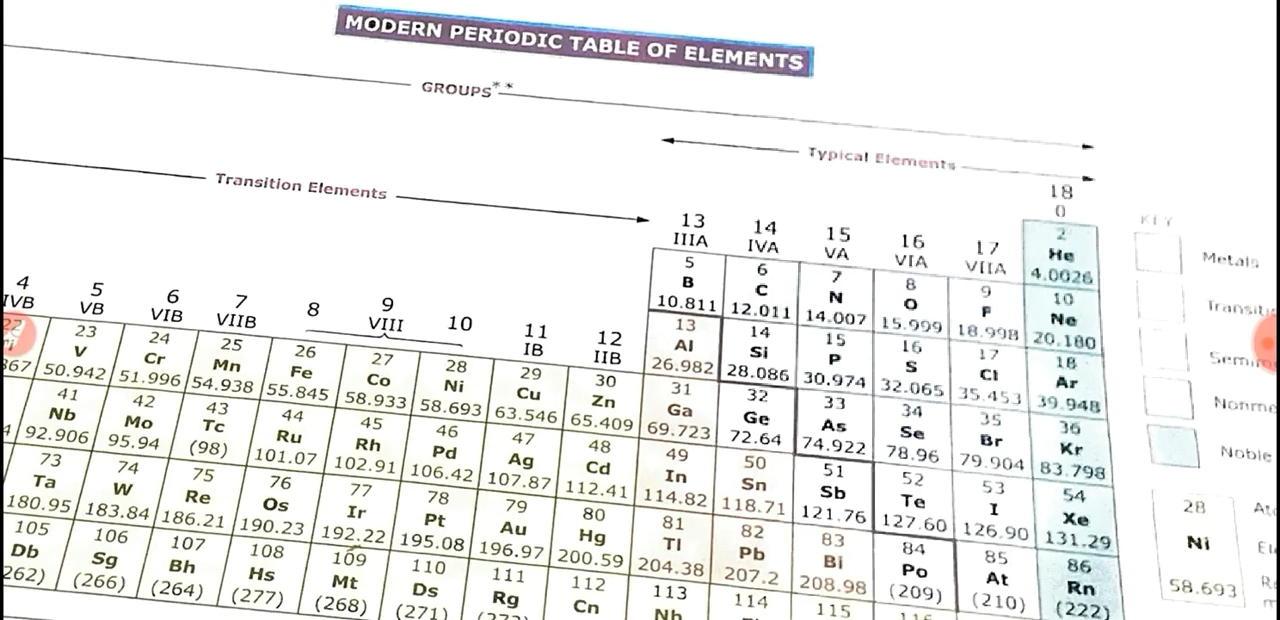 MODERN PERIODIC TABLE OF ELEMENTS
GROUPS**
Typical Elements
Transition Elements
18
0
13 14 15 16 17
IIIA IVA VA VIA VIIA
KEY
Metals
Noble
4 5 6 7 8 9 10 11 12
IVB VB VIB VIIB VIII IB IIB
2
He
4.0026
5 6 7 8 9 10
B C N O F Ne
10.811 12.011 14.007 15.999 18.998 20.180
13 14 15 16 17 18
Al Si P S Cl Ar
26.982 28.086 30.974 32.065 35.453 39.948
22 23 24 25 26 27 28 29 30 31 32 33 34 35 36
V Cr Mn Fe Co Ni Cu Zn Ga Ge As Se Br Kr
867 50.942 51.996 54.938 55.845 58.933 58.693 63.546 65.409 69.723 72.64 74.922 78.96 79.904 83.798
41 42 43 44 45 46 47 48 49 50 51 52 53 54
Nb Mo Tc Ru Rh Pd Ag Cd In Sn Sb Te I Xe
4 92.906 95.94 (98) 101.07 102.91 106.42 107.87 112.41 114.82 118.71 121.76 127.60 126.90 131.29
73 74 75 76 77 78 79 80 81 82 83 84 85 86
Ta W Re Os Ir Pt Au Hg Tl Pb Bi Po At Rn
180.95 183.84 186.21 190.23 192.22 195.08 196.97 200.59 204.38 207.2 208.98 (209) (210) (222)
105 106 107 108 109 110 111 112 113 114 115
Db Sg Bh Hs Mt Ds Rg Cn
262) (266) (264) (277) (268) (271)
28
Ni
58.693